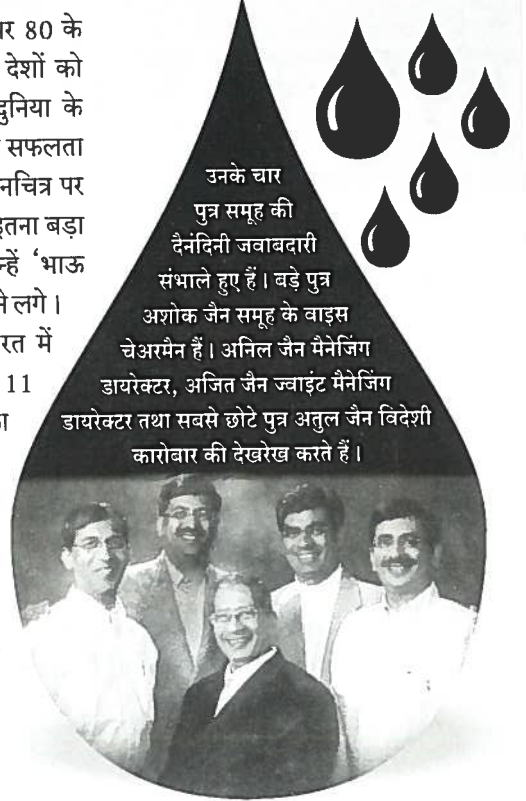 र 80 के
देशों को
दुनिया के
सफलता
नचित्र पर
इतना बड़ा
न्हें ‘भाऊ
ने लगे।
रत में
11
उनके चार
पुत्र समूह की
दैनंदिनी जवाबदारी
संभाले हुए हैं। बड़े पुत्र
अशोक जैन समूह के वाइस
चेअरमैन हैं। अनिल जैन मैनेजिंग
डायरेक्टर, अजित जैन ज्वाइंट मैनेजिंग
डायरेक्टर तथा सबसे छोटे पुत्र अतुल जैन विदेशी
कारोबार की देखरेख करते हैं।